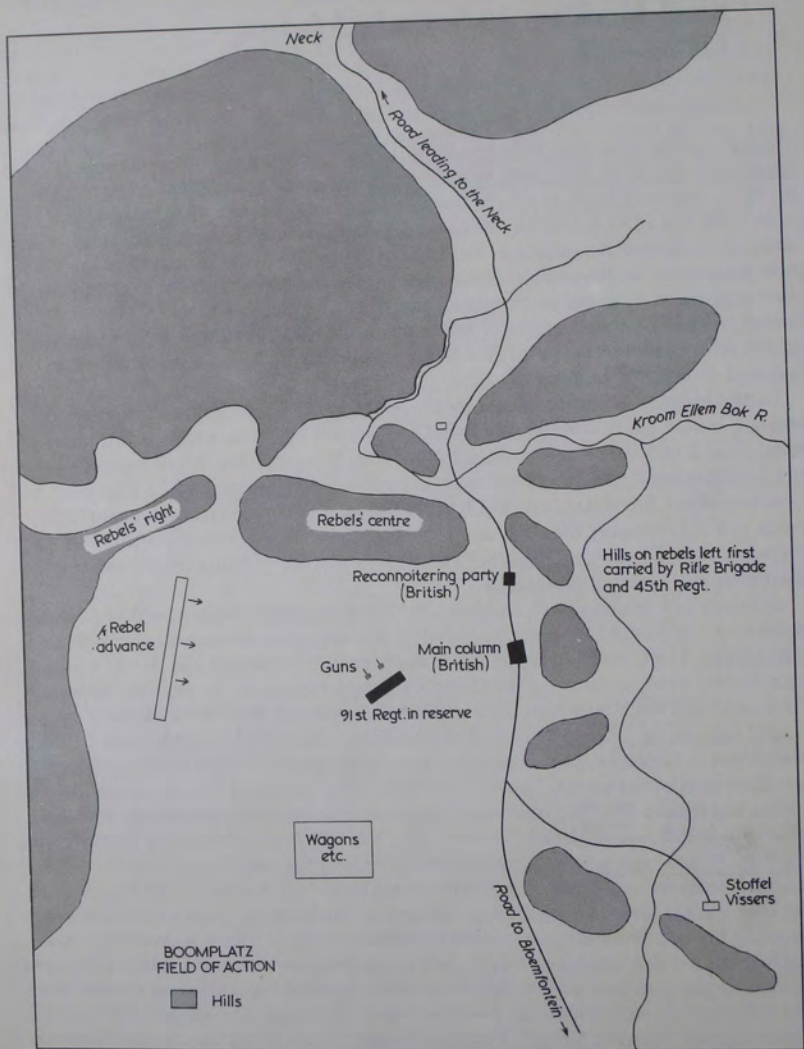 Neck
Road leading to the Neck
Kroom Ellem Bok R.
Rebels' right
Rebels' centre
Reconnoitering party
(British)
Hills on rebels left first
carried by Rifle Brigade
and 45th Regt.
Rebel
advance
Main column
(British)
Guns
91st Regt. in reserve
Wagons
etc.
Stoffel
Vissers
Road to Bloemfontein
BOOMPLATZ
FIELD OF ACTION
Hills